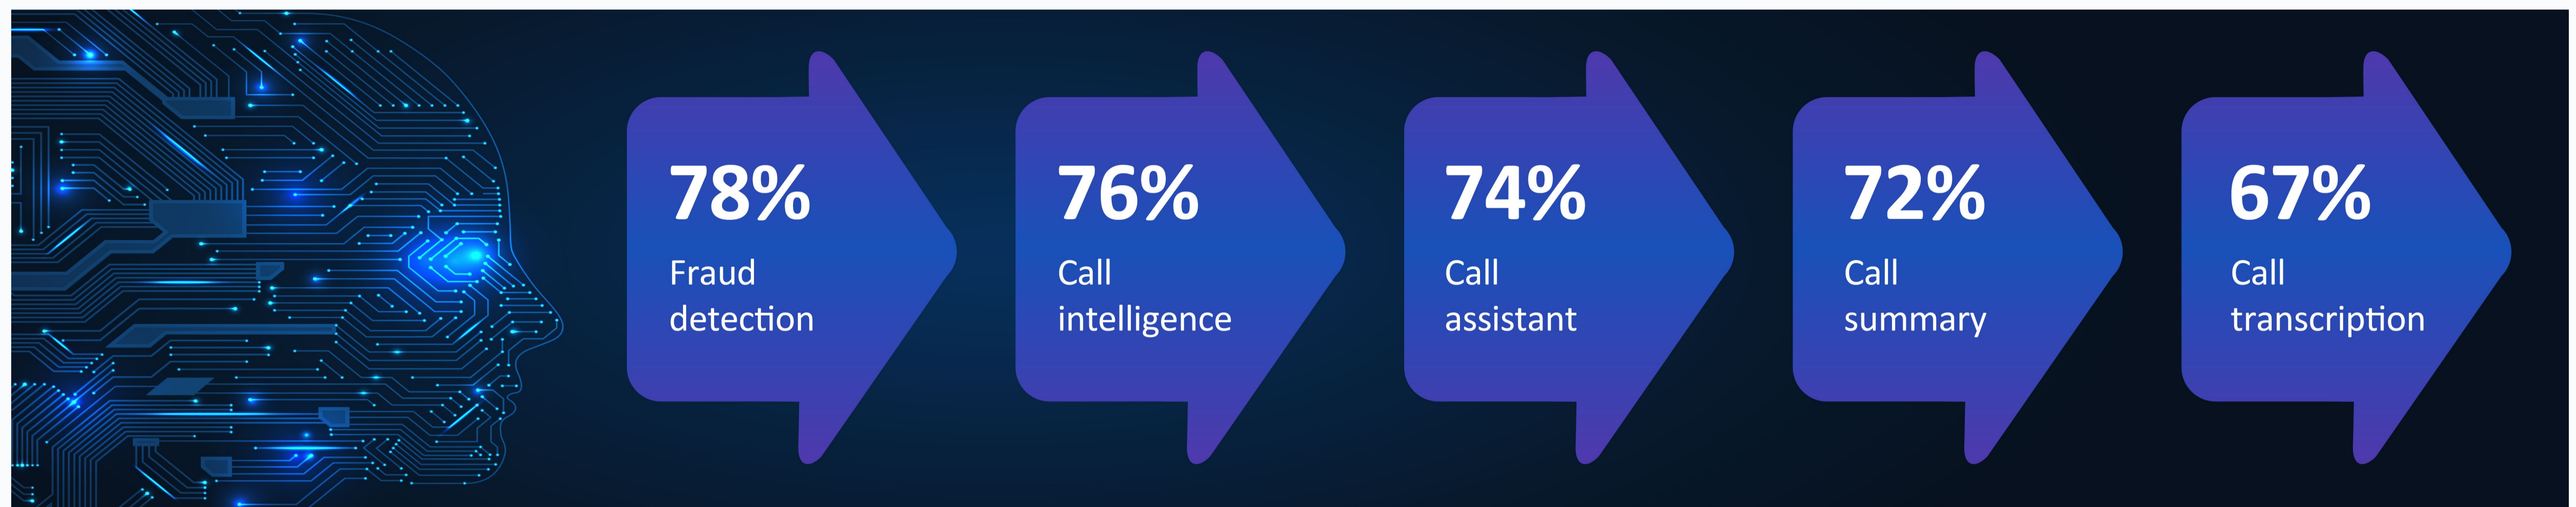 78%
Fraud
detection
76%
Call
intelligence
74%
Call
assistant
72%
Call
summary
67%
Call
transcription